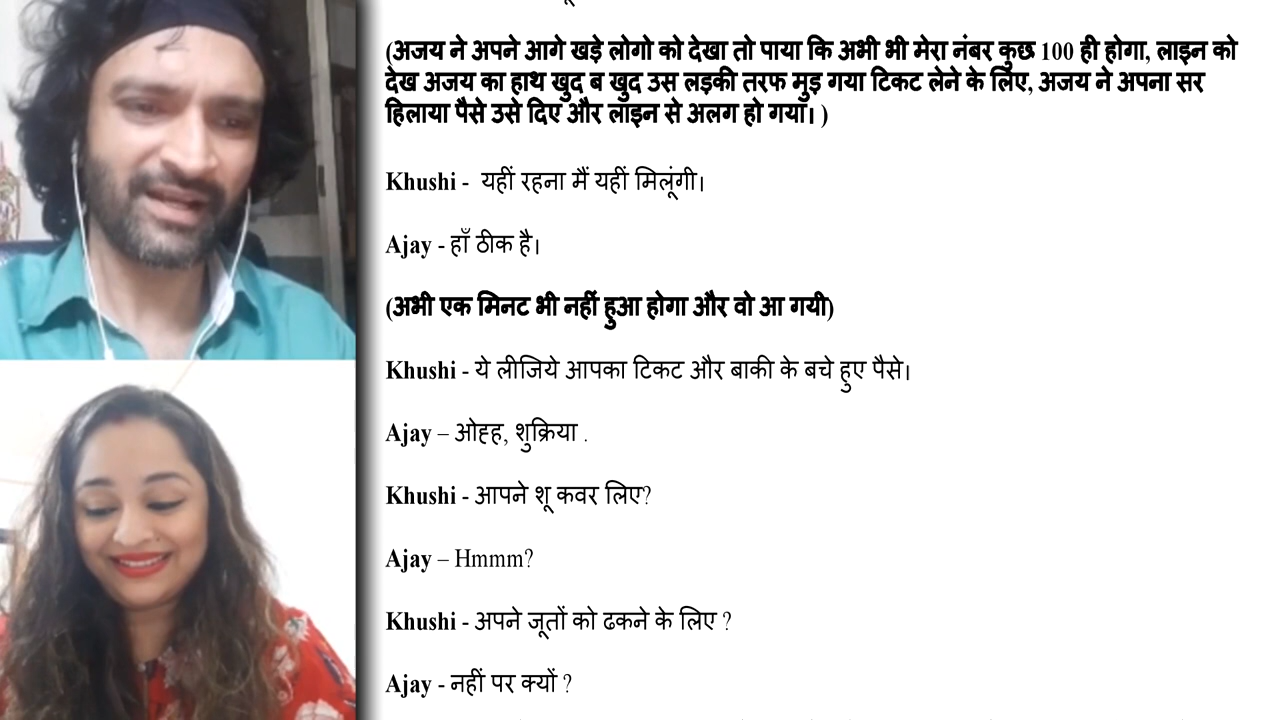 (अजय ने अपने आगे खड़े लोगो को देखा तो पाया कि अभी भी मेरा नंबर कुछ 100 ही होगा, लाइन को
देख अजय का हाथ खुद ब खुद उस लड़की तरफ मुड़ गया टिकट लेने के लिए, अजय ने अपना सर
हिलाया पैसे उसे दिए और लाइन से अलग हो गया। )
Khushi - यहीं रहना मैं यहीं मिलूंगी।
Ajay - हाँ ठीक है।
(अभी एक मिनट भी नहीं हुआ होगा और वो आ गयी)
Khushi - ये लीजिये आपका टिकट और बाकी के बचे हुए पैसे।
Ajay – ओह्ह, शुक्रिया .
Khushi - आपने शू कवर लिए?
Ajay – Hmmm?
Khushi - अपने जूतों को ढकने के लिए ?
Ajay - नहीं पर क्यों ?